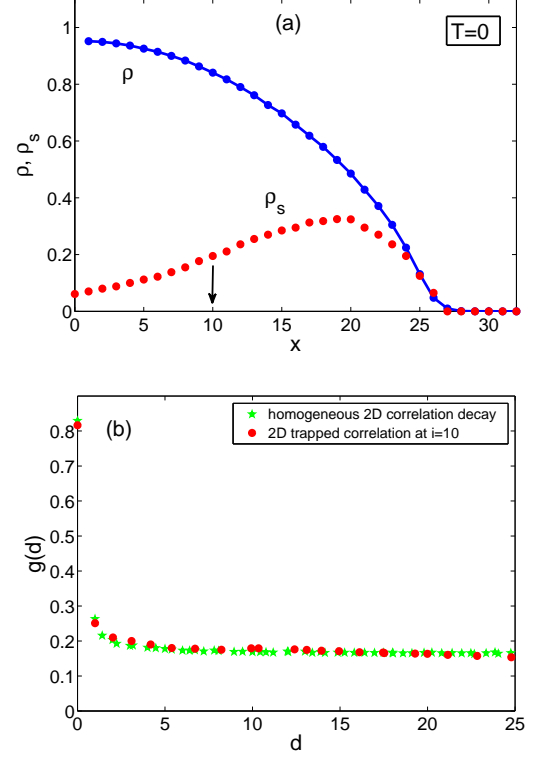 (a)
T=0
1
0.8
0.6
0.4
0.2
0
ρ, ρs
ρ
ρs
0 5 10 15 20 25 30
x
(b)
homogeneous 2D correlation decay
2D trapped correlation at i=10
0.8
0.7
0.6
0.5
0.4
0.3
0.2
0.1
0
g(d)
0 5 10 15 20 25
d